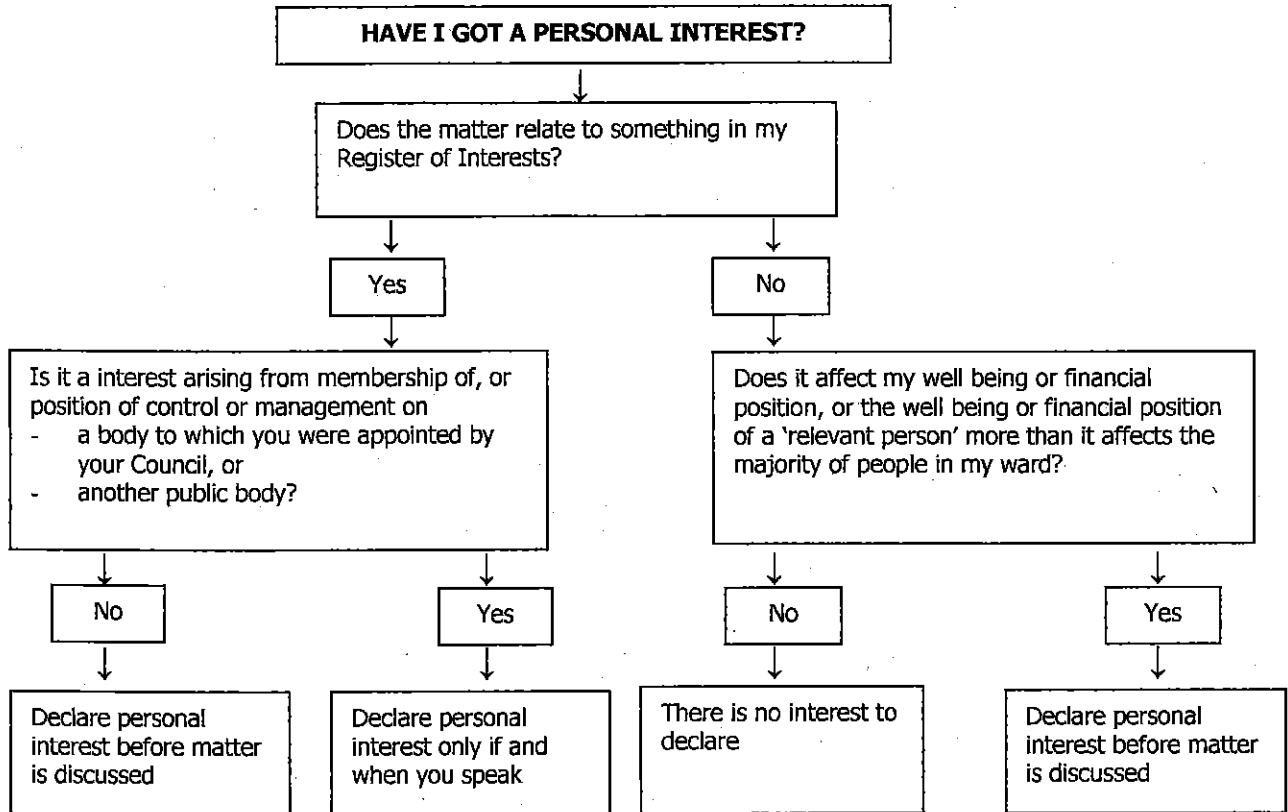 HAVE I GOT A PERSONAL INTEREST?
Does the matter relate to something in my
Register of Interests?
Yes
No
Is it a interest arising from membership of, or
position of control or management on
- a body to which you were appointed by
your Council, or
- another public body?
Does it affect my well being or financial
position, or the well being or financial position
of a 'relevant person' more than it affects the
majority of people in my ward?
No
Yes
No
Yes
Declare personal
interest before matter
is discussed
Declare personal
interest only if and
when you speak
There is no interest to
declare
Declare personal
interest before matter
is discussed